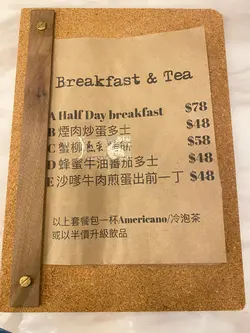 Breakfast & Tea
A Half Day breakfast $78
B 煙肉炒蛋多士 $48
C 蟹柳 $58
D 蜂蜜牛油番茄多士 $48
E 沙嗲牛肉煎蛋出前一丁 $48
以上套餐包一杯Americano/冷泡茶
或以半價升級飲品